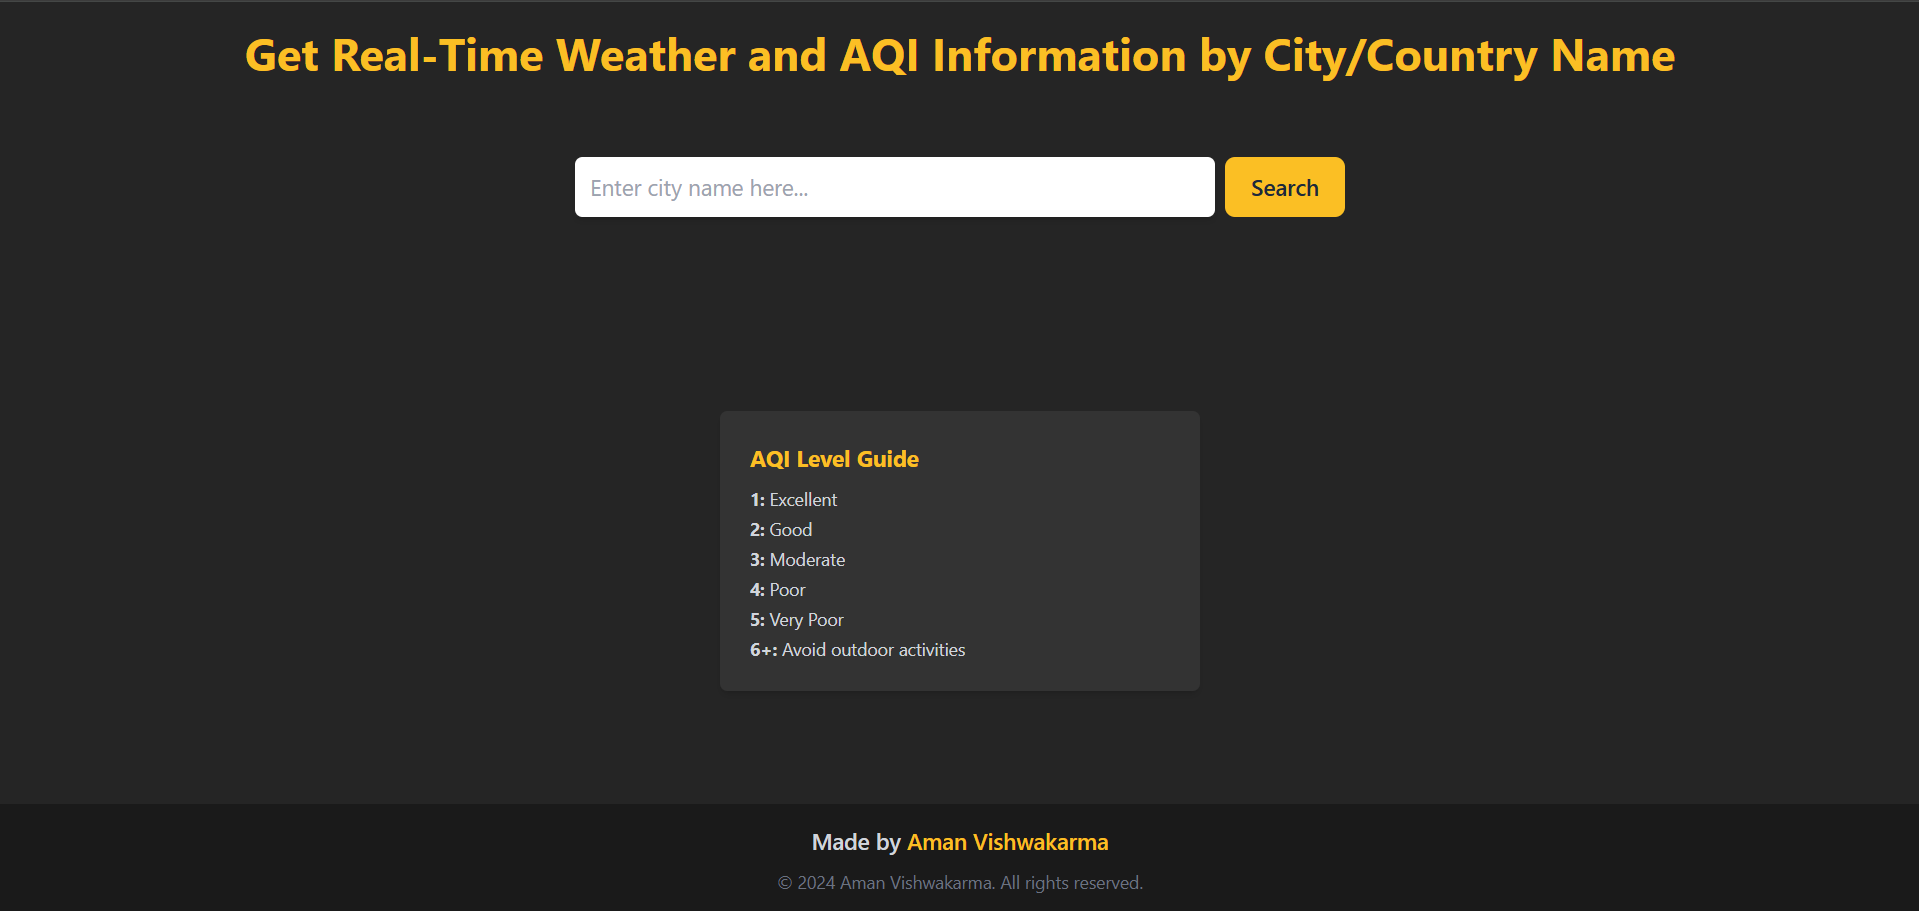 Get Real-Time Weather and AQI Information by City/Country Name
Enter city name here...
Search
AQI Level Guide
1: Excellent
2: Good
3: Moderate
4: Poor
5: Very Poor
6+: Avoid outdoor activities
Made by Aman Vishwakarma
© 2024 Aman Vishwakarma. All rights reserved.